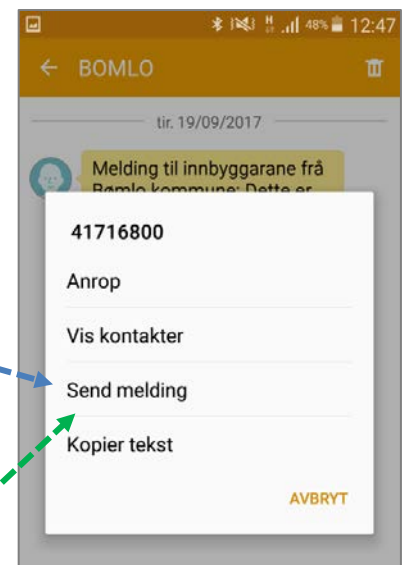 48% 12:47
BOMLO
tir. 19/09/2017
Melding til innbyggarane frå
Bømlo kommune: Dette er
41716800
Anrop
Vis kontakter
Send melding
Kopier tekst
AVBRYT